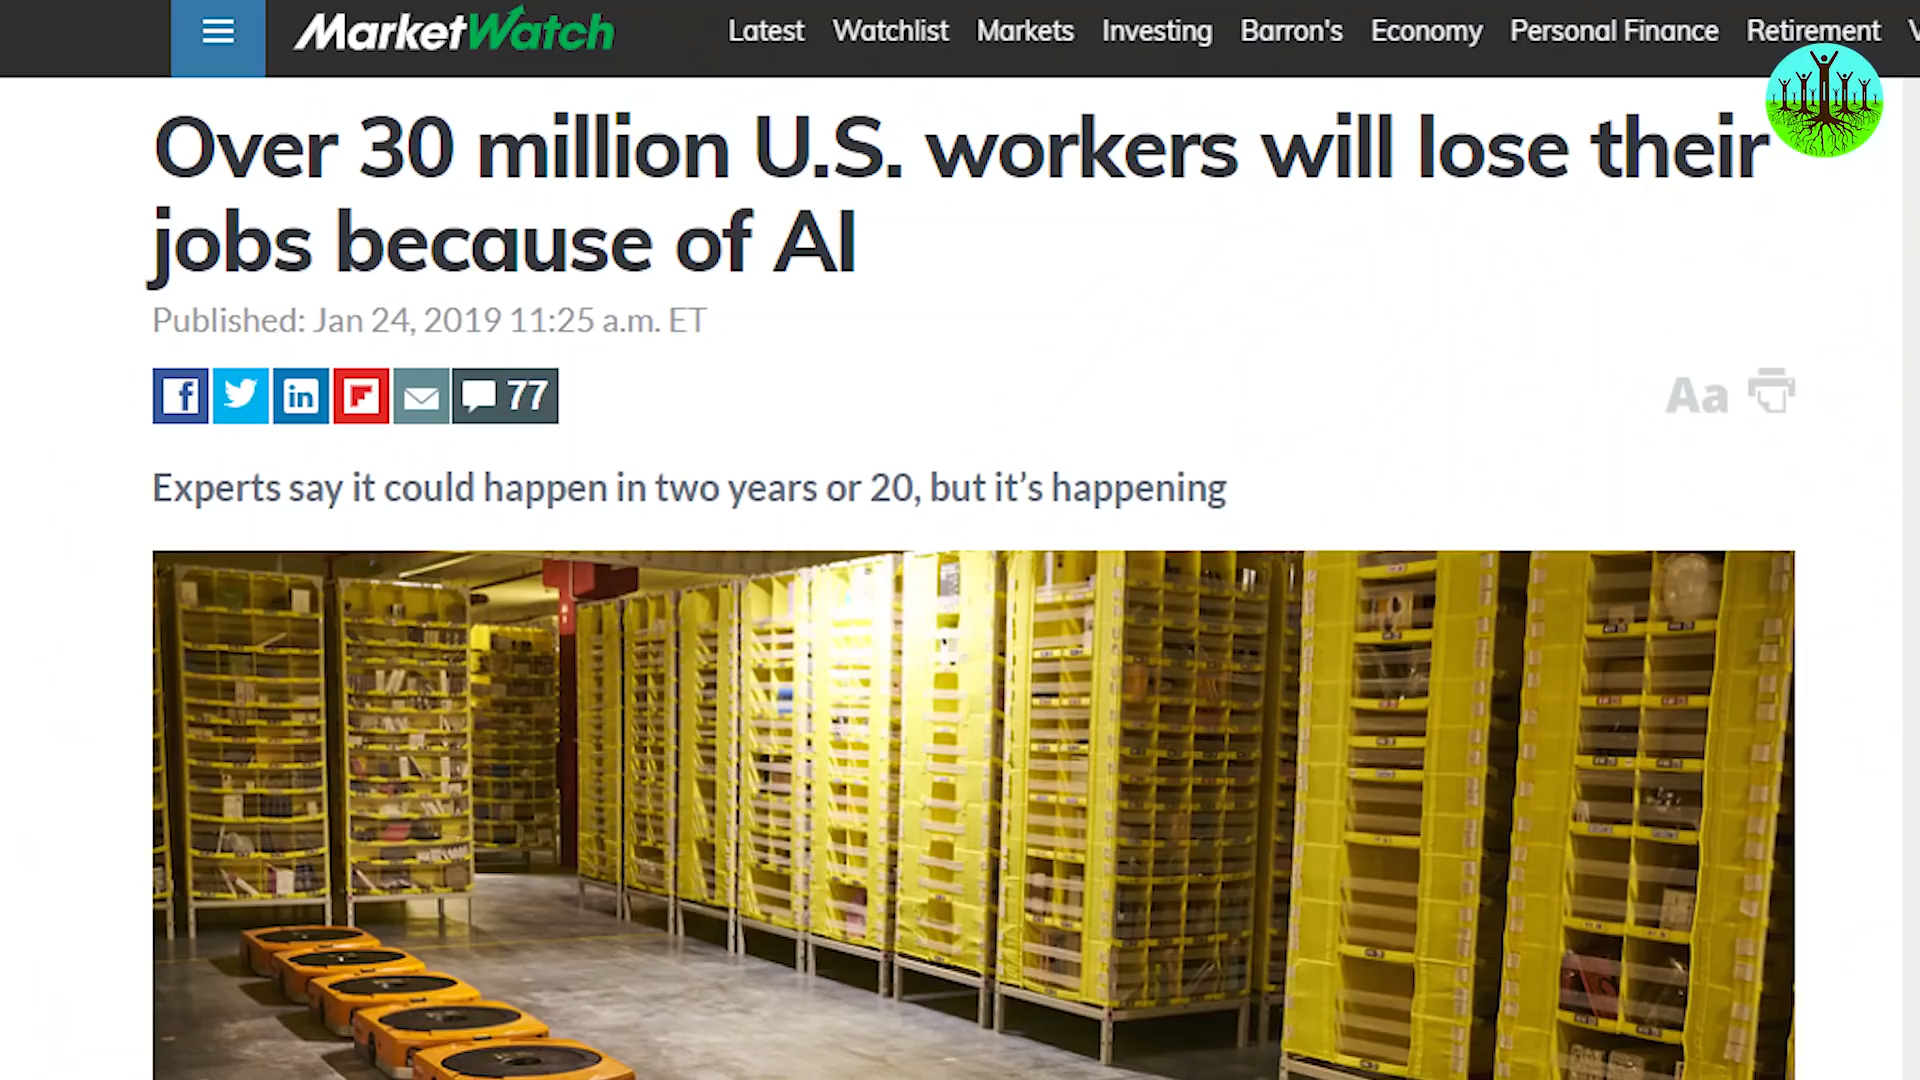 MarketWatch
Latest Watchlist Markets Investing Barron's Economy Personal Finance Retirement V
Over 30 million U.S. workers will lose their
jobs because of AI
Published: Jan 24, 2019 11:25 a.m. ET
77
Aa
Experts say it could happen in two years or 20, but it’s happening